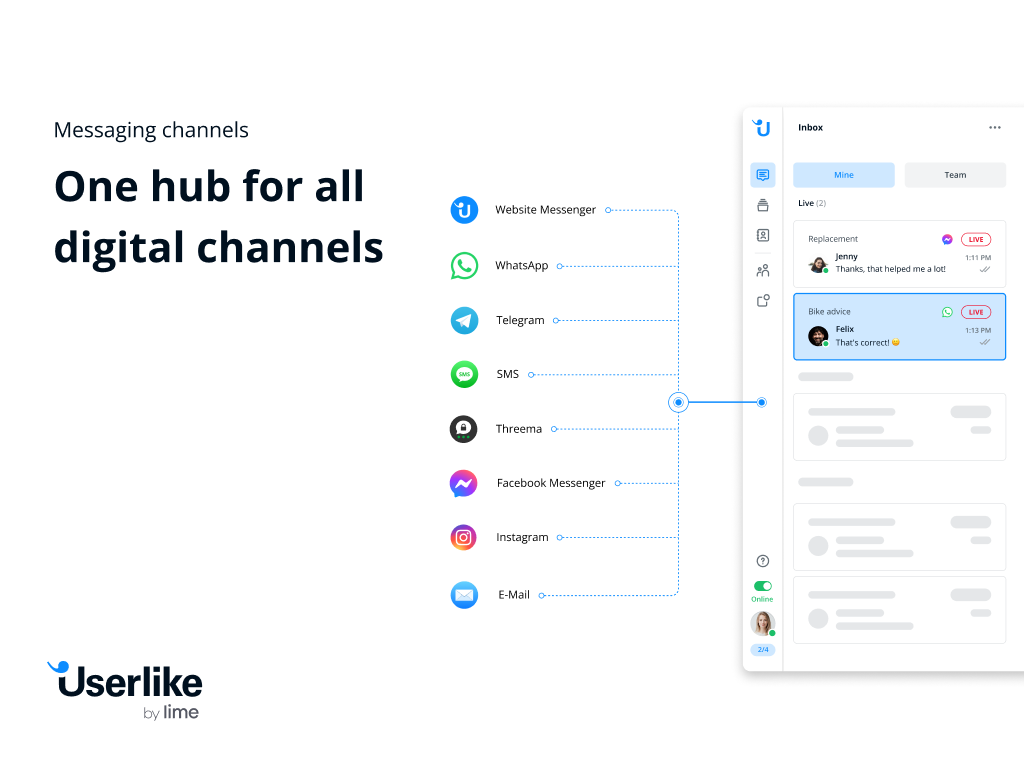 Messaging channels
One hub for all
digital channels
Website Messenger
WhatsApp
Telegram
SMS
SMS
Threema
Facebook Messenger
Instagram
E-Mail
Userlike
by lime
U
Inbox
Mine
Team
Live (2)
Replacement
LIVE
Jenny
1:11 PM
Thanks, that helped me a lot!
Bike advice
LIVE
Felix
1:13 PM
That's correct! 😄
Online
2/4